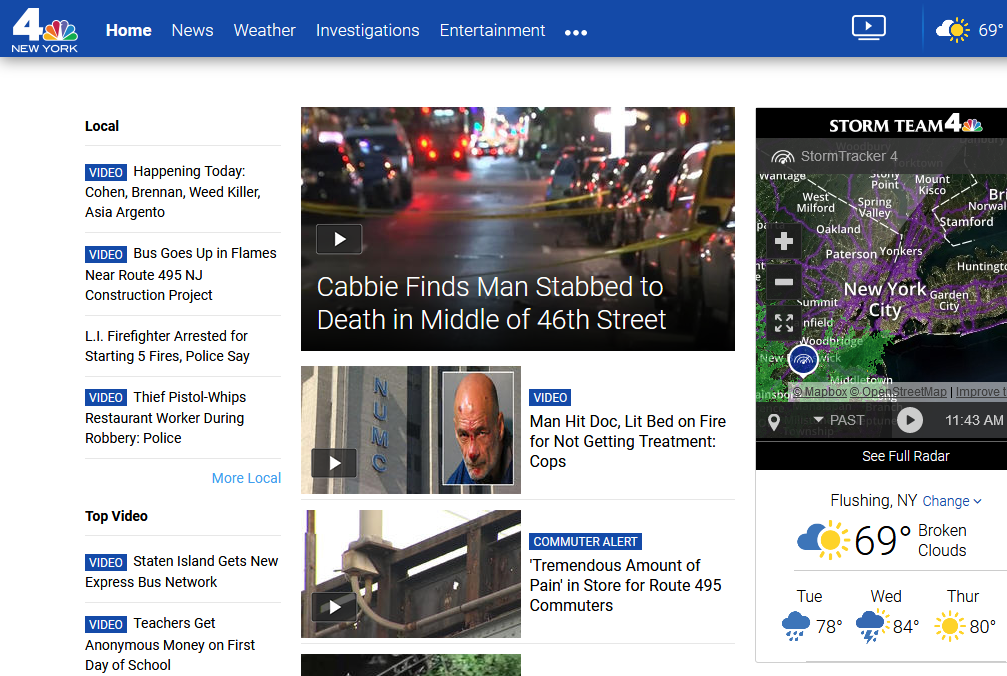 4
NEW YORK
Home
News
Weather
Investigations
Entertainment
69°
Local
VIDEO Happening Today:
Cohen, Brennan, Weed Killer,
Asia Argento
VIDEO Bus Goes Up in Flames
Near Route 495 NJ
Construction Project
L.I. Firefighter Arrested for
Starting 5 Fires, Police Say
VIDEO Thief Pistol-Whips
Restaurant Worker During
Robbery: Police
More Local
Top Video
VIDEO Staten Island Gets New
Express Bus Network
VIDEO Teachers Get
Anonymous Money on First
Day of School
Cabbie Finds Man Stabbed to
Death in Middle of 46th Street
NUMC
VIDEO
Man Hit Doc, Lit Bed on Fire
for Not Getting Treatment:
Cops
COMMUTER ALERT
'Tremendous Amount of
Pain' in Store for Route 495
Commuters
STORM TEAM 4
StormTracker 4
Wantage
Stony
Point
Mount
Kisco
West
Milford
Spring
Valley
Norwal
Stamford
Oakland
Paterson
Yonkers
Huntingt
New York
City
Garden
City
Summit
nfield
Woodbridge
Middletown
© Mapbox © OpenStreetMap | Improve t
PAST
11:43 AM
See Full Radar
Flushing, NY Change
69° Broken
Clouds
Tue
Wed
Thur
78°
84°
80°